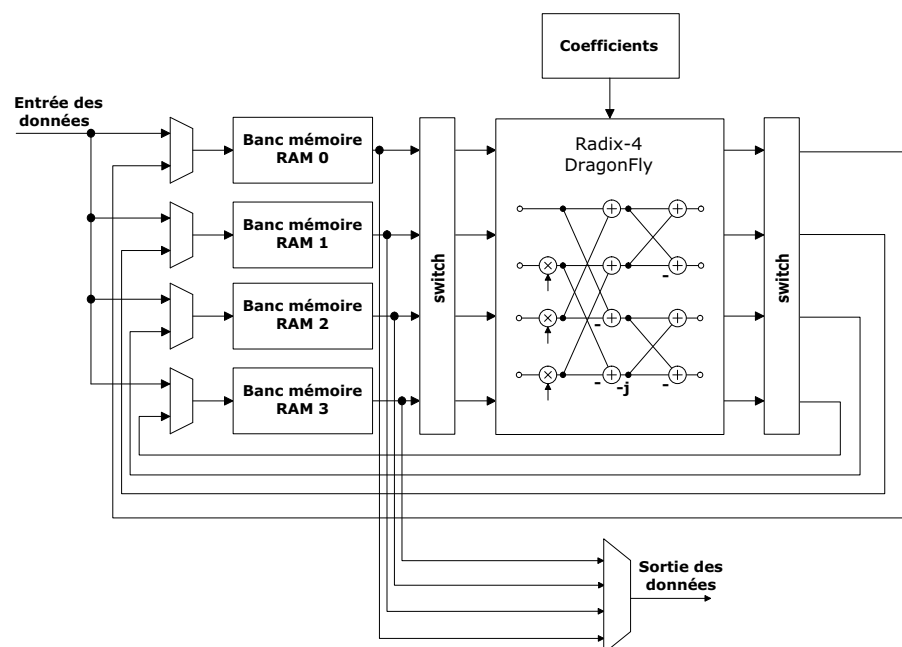 Coefficients
Entrée des
données
Banc mémoire
RAM 0
Banc mémoire
RAM 1
Banc mémoire
RAM 2
Banc mémoire
RAM 3
switch
Radix-4
DragonFly
-
-
-
-j
-
switch
Sortie des
données